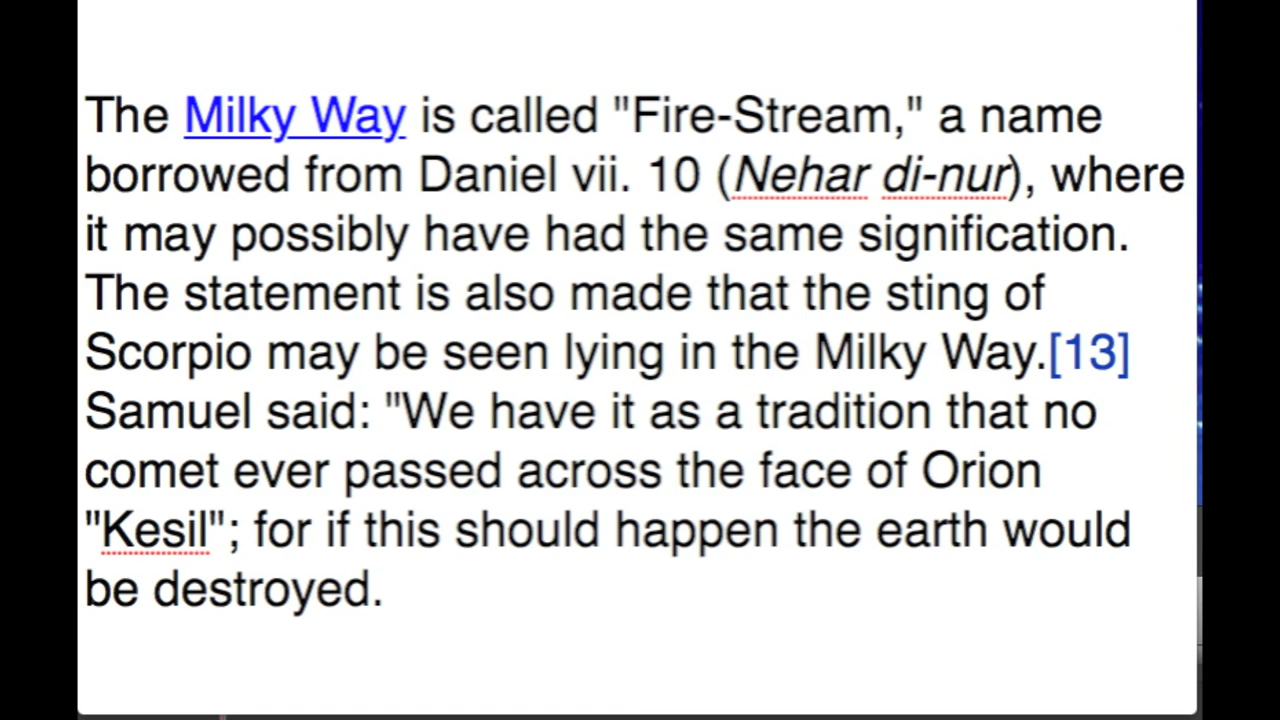 The Milky Way is called "Fire-Stream," a name
borrowed from Daniel vii. 10 (Nehar di-nur), where
it may possibly have had the same signification.
The statement is also made that the sting of
Scorpio may be seen lying in the Milky Way.[13]
Samuel said: "We have it as a tradition that no
comet ever passed across the face of Orion
"Kesil"; for if this should happen the earth would
be destroyed.